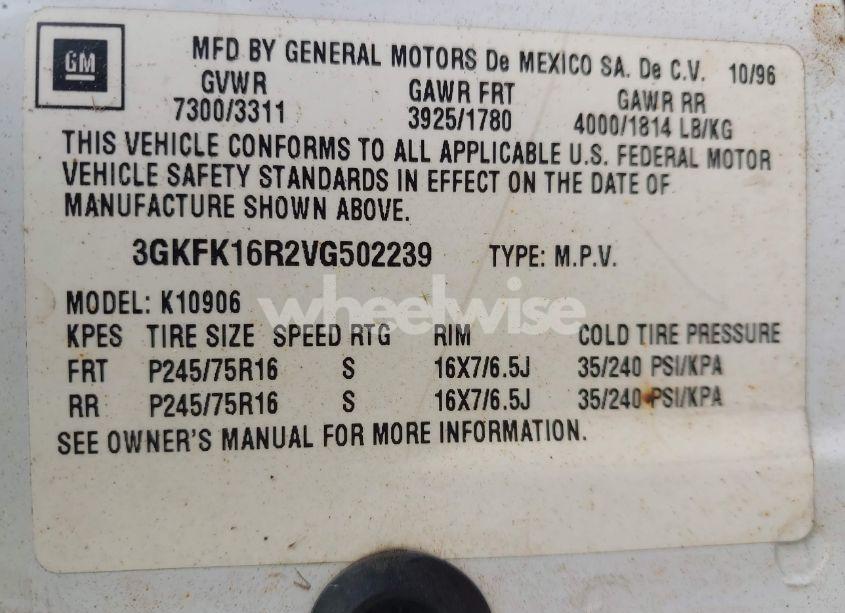 GM
MFD BY GENERAL MOTORS De MEXICO SA. De C.V. 10/96
GVWR GAWR FRT GAWR RR
7300/3311 3925/1780 4000/1814 LB/KG
THIS VEHICLE CONFORMS TO ALL APPLICABLE U.S. FEDERAL MOTOR
VEHICLE SAFETY STANDARDS IN EFFECT ON THE DATE OF
MANUFACTURE SHOWN ABOVE.
3GKFK16R2VG502239 TYPE: M.P.V.
MODEL: K10906
wheelwise
KPES TIRE SIZE SPEED RTG RIM COLD TIRE PRESSURE
FRT P245/75R16 S 16X7/6.5J 35/240 PSI/KPA
RR P245/75R16 S 16X7/6.5J 35/240 PSI/KPA
SEE OWNER'S MANUAL FOR MORE INFORMATION.